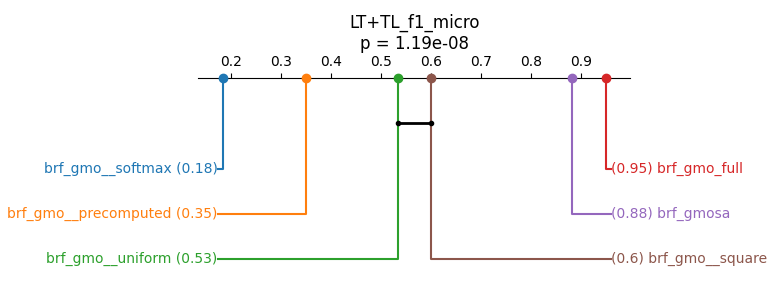 LT+TL_f1_micro
p = 1.19e-08
0.2 0.3 0.4 0.5 0.6 0.7 0.8 0.9
brf_gmo__softmax (0.18) (0.95) brf_gmo_full
brf_gmo__precomputed (0.35) (0.88) brf_gmosa
brf_gmo__uniform (0.53) (0.6) brf_gmo__square